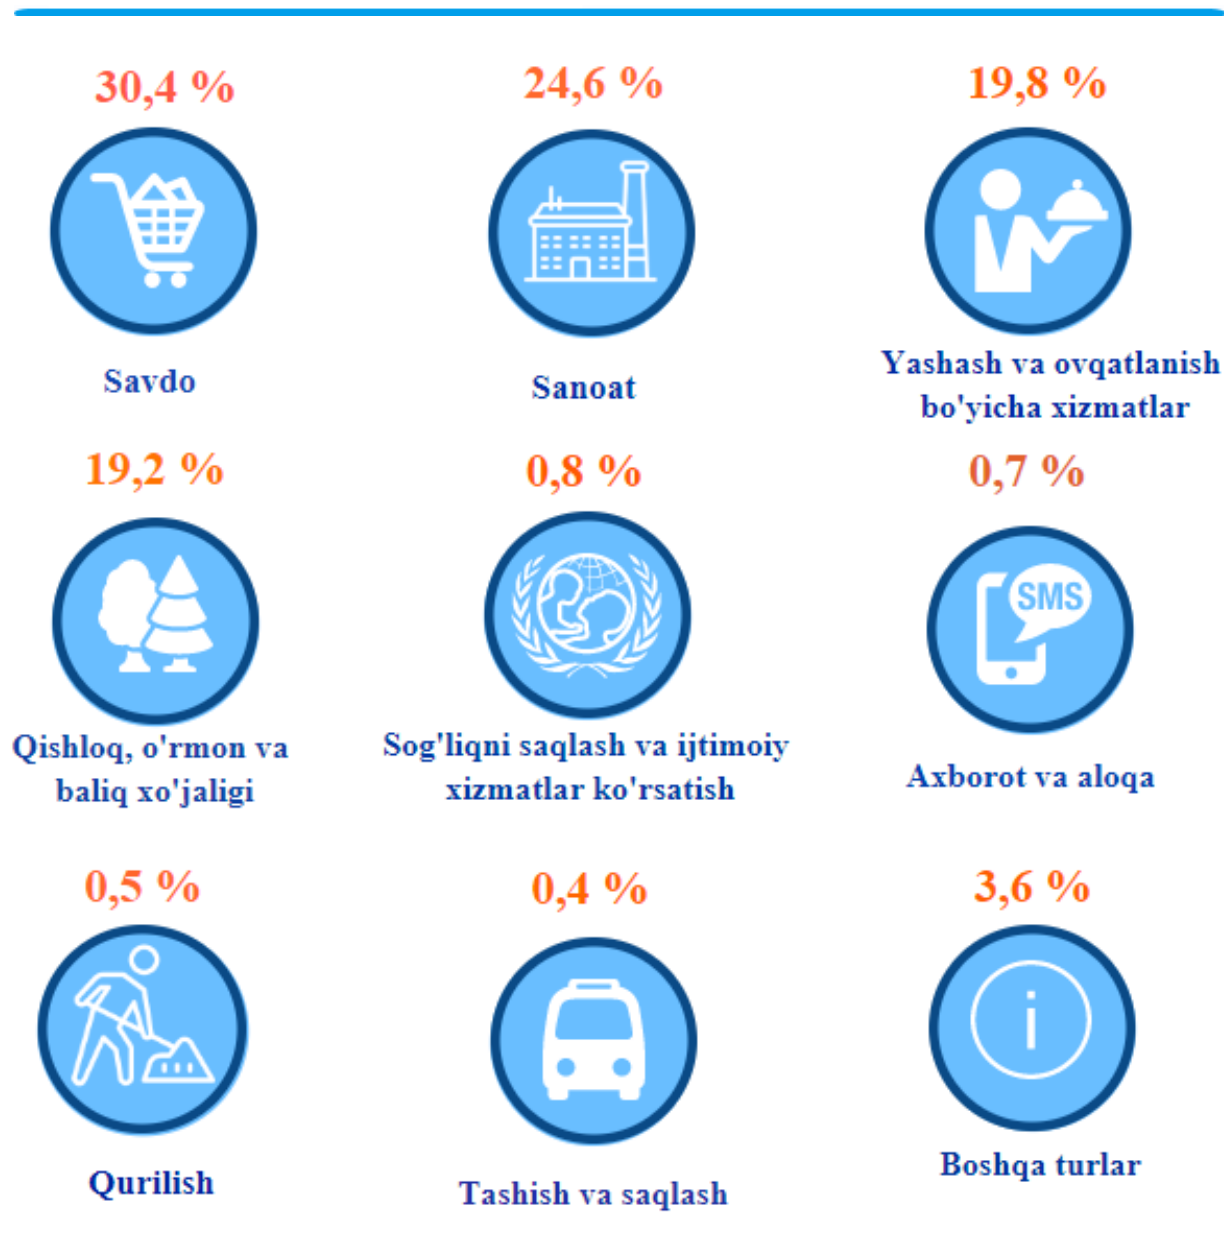 30,4 %
24,6 %
19,8 %
Savdo
Sanoat
Yashash va ovqatlanish
bo'yicha xizmatlar
19,2 %
0,8 %
0,7 %
SMS
Qishloq, o'rmon va
baliq xo'jaligi
Sog'liqni saqlash va ijtimoiy
xizmatlar ko'rsatish
Axborot va aloqa
0,5 %
0,4 %
3,6 %
i
Qurilish
Tashish va saqlash
Boshqa turlar